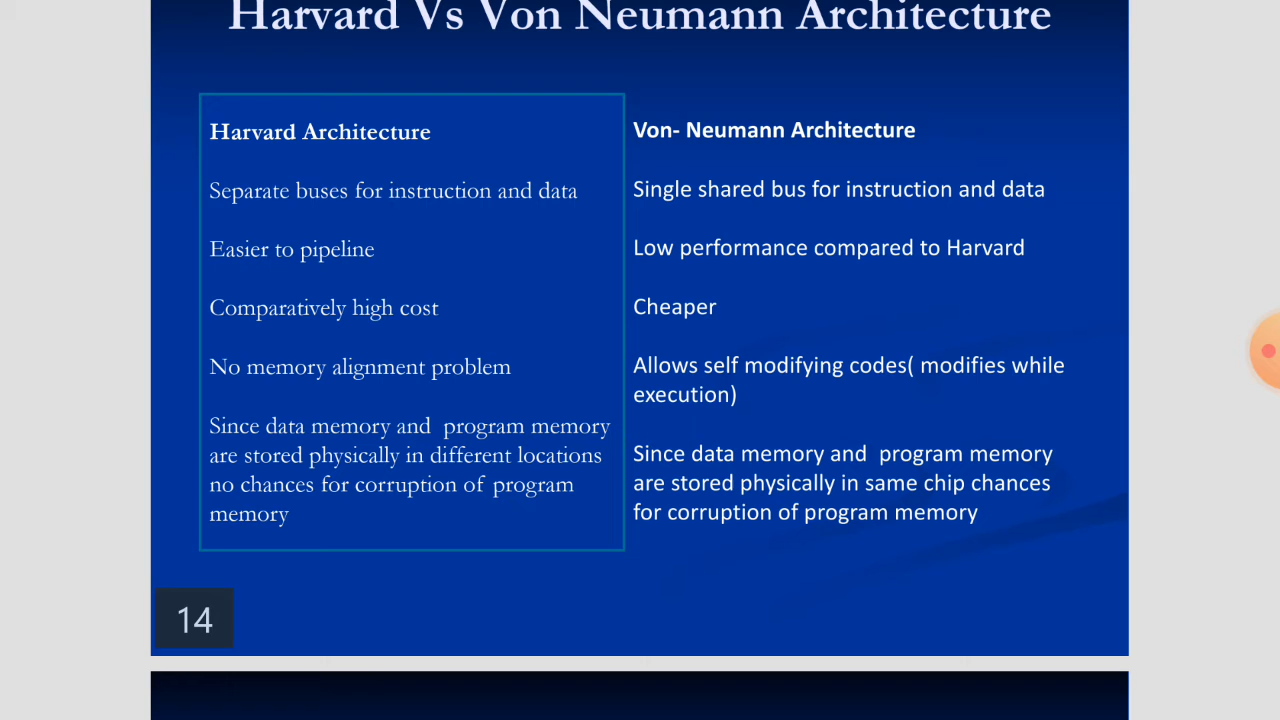 Harvard Vs Von Neumann Architecture
Harvard Architecture
Separate buses for instruction and data
Easier to pipeline
Comparatively high cost
No memory alignment problem
Since data memory and program memory
are stored physically in different locations
no chances for corruption of program
memory
Von- Neumann Architecture
Single shared bus for instruction and data
Low performance compared to Harvard
Cheaper
Allows self modifying codes( modifies while
execution)
Since data memory and program memory
are stored physically in same chip chances
for corruption of program memory
14